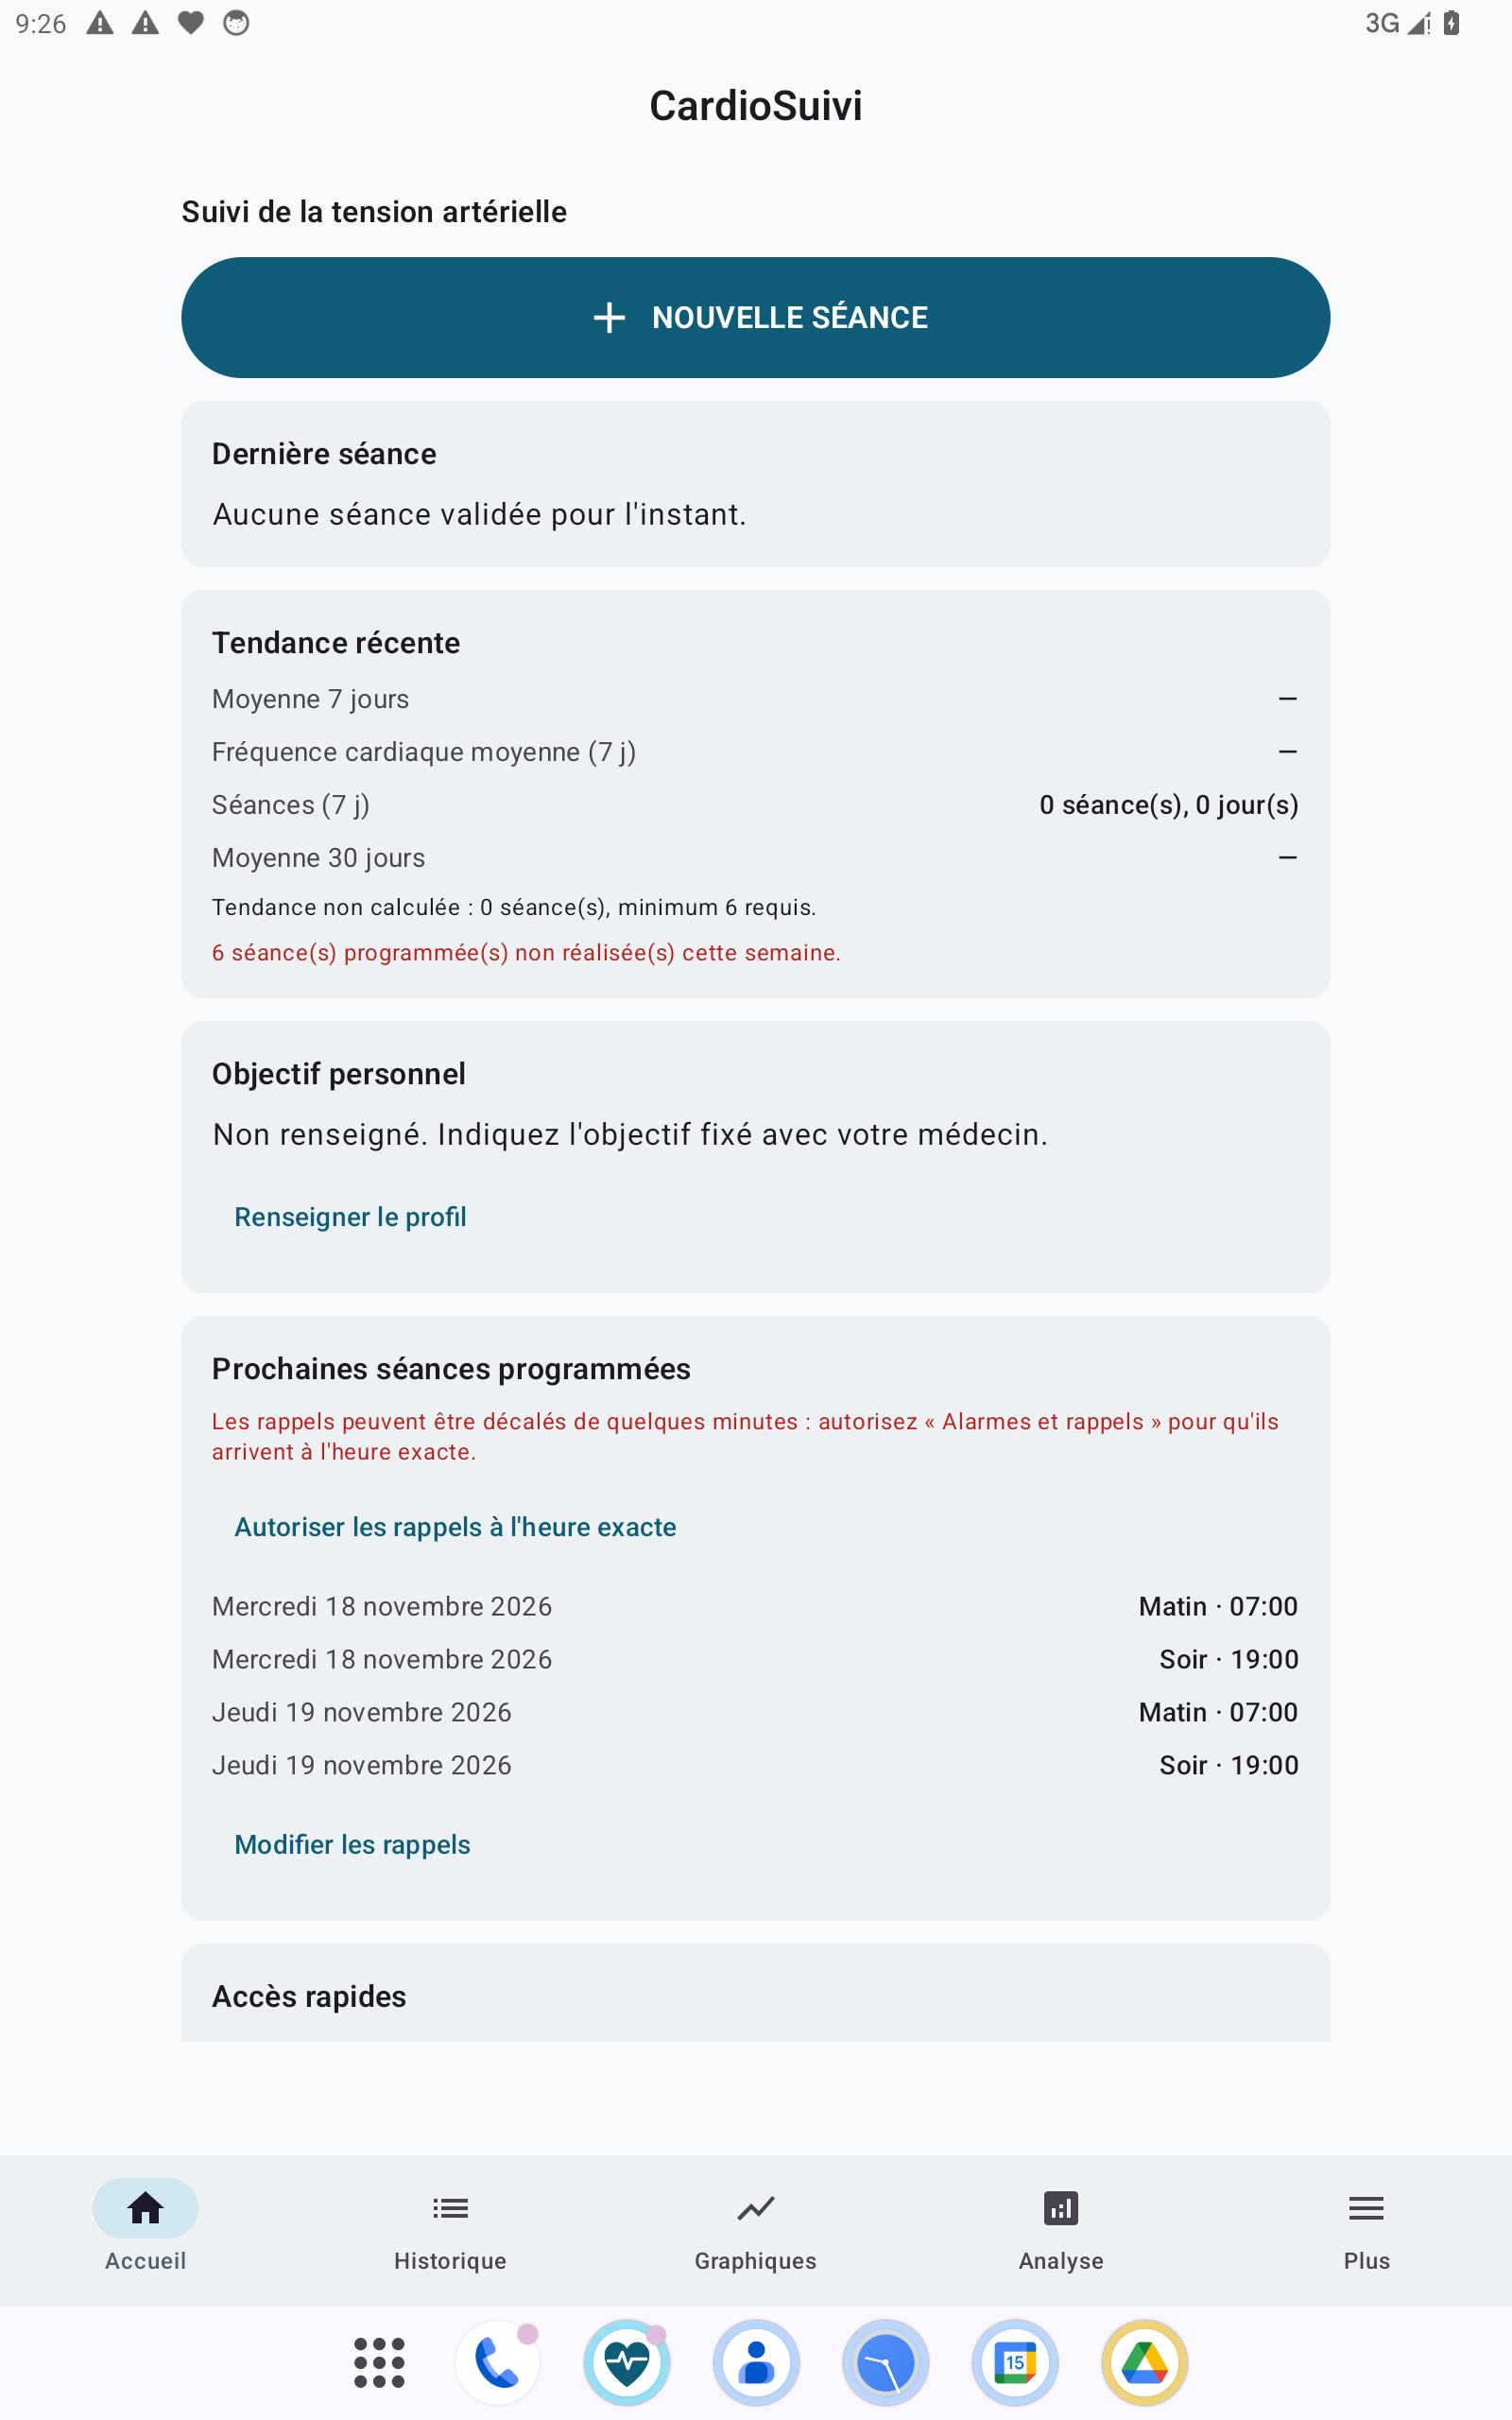 9:26
3G
CardioSuivi
Suivi de la tension artérielle
NOUVELLE SÉANCE
Dernière séance
Aucune séance validée pour l'instant.
Tendance récente
Moyenne 7 jours –
Fréquence cardiaque moyenne (7 j) –
Séances (7 j) 0 séance(s), 0 jour(s)
Moyenne 30 jours –
Tendance non calculée : 0 séance(s), minimum 6 requis.
6 séance(s) programmée(s) non réalisée(s) cette semaine.
Objectif personnel
Non renseigné. Indiquez l'objectif fixé avec votre médecin.
Renseigner le profil
Prochaines séances programmées
Les rappels peuvent être décalés de quelques minutes : autorisez « Alarmes et rappels » pour qu'ils
arrivent à l'heure exacte.
Autoriser les rappels à l'heure exacte
Mercredi 18 novembre 2026 Matin · 07:00
Mercredi 18 novembre 2026 Soir · 19:00
Jeudi 19 novembre 2026 Matin · 07:00
Jeudi 19 novembre 2026 Soir · 19:00
Modifier les rappels
Accès rapides
Accueil Historique Graphiques Analyse Plus
15